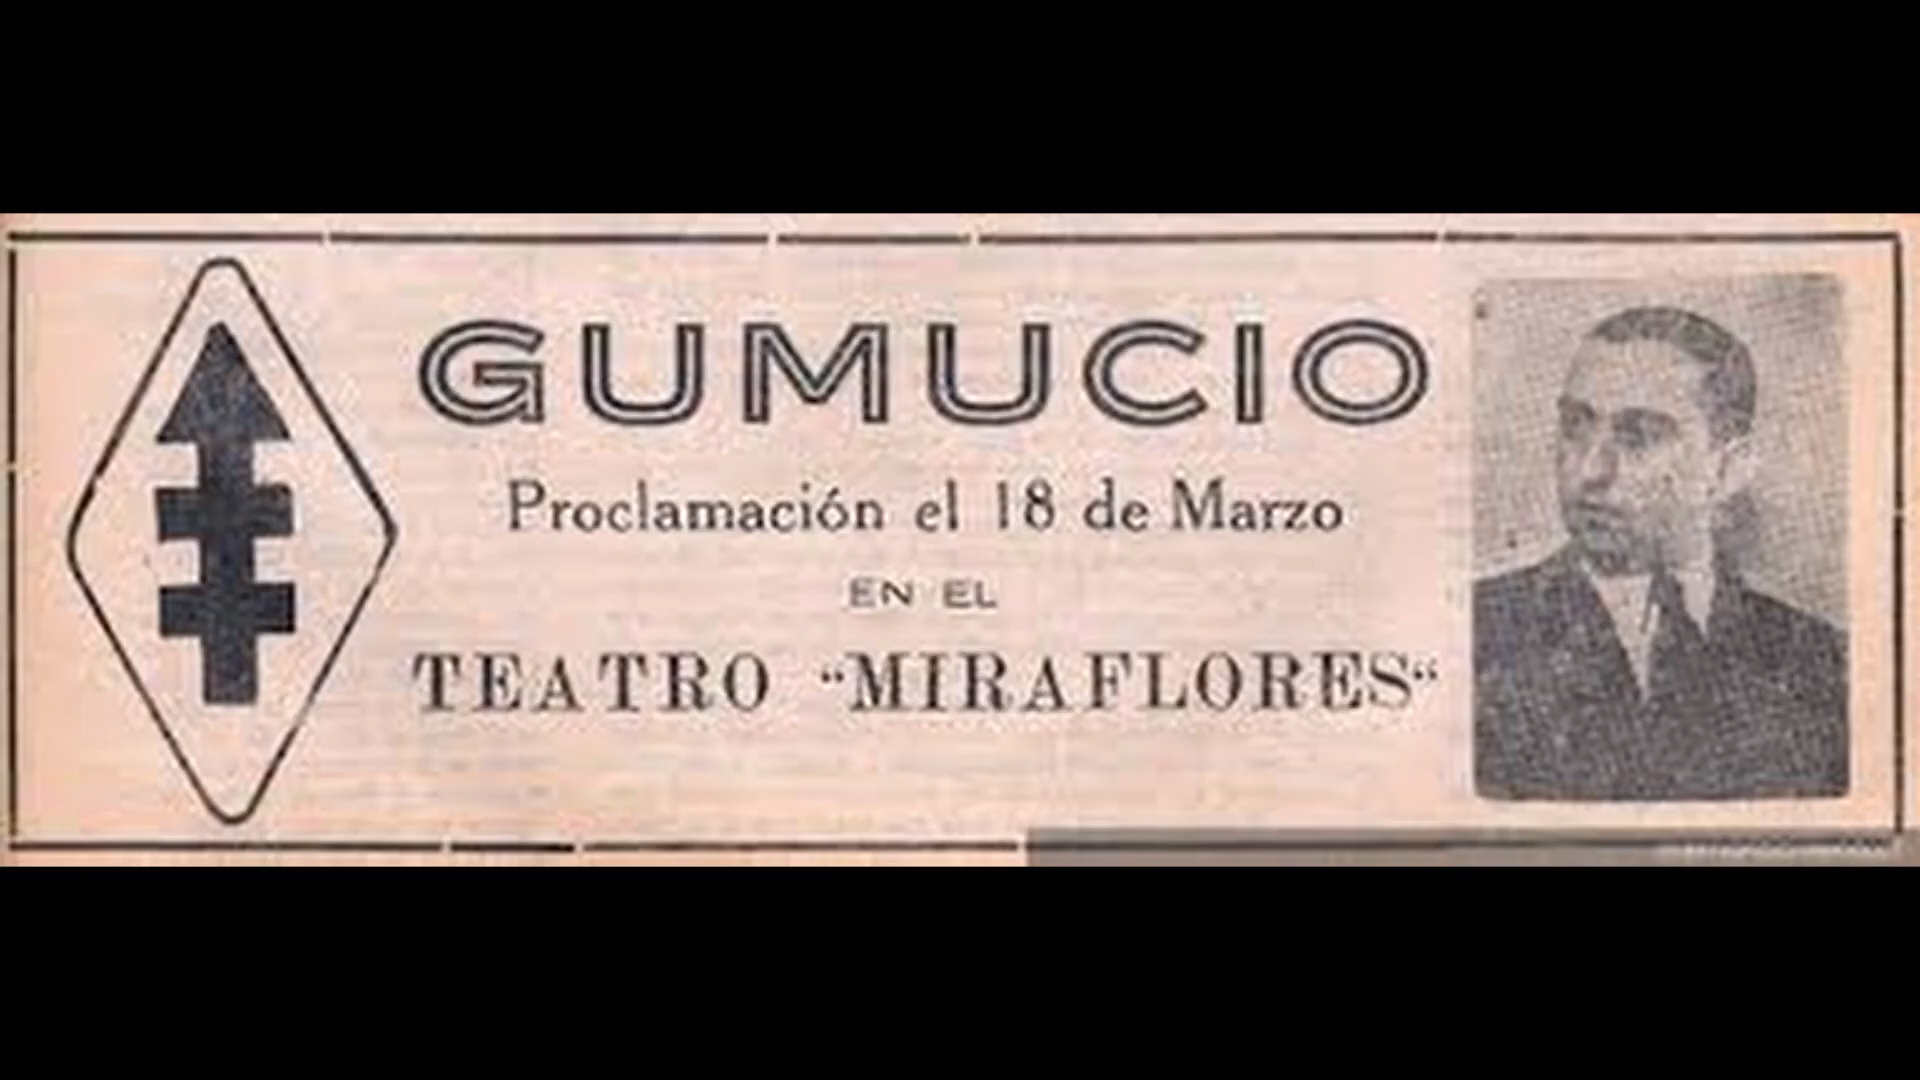 GUMUCIO
Proclamación el 18 de Marzo
EN EL
TEATRO “MIRAFLORES“